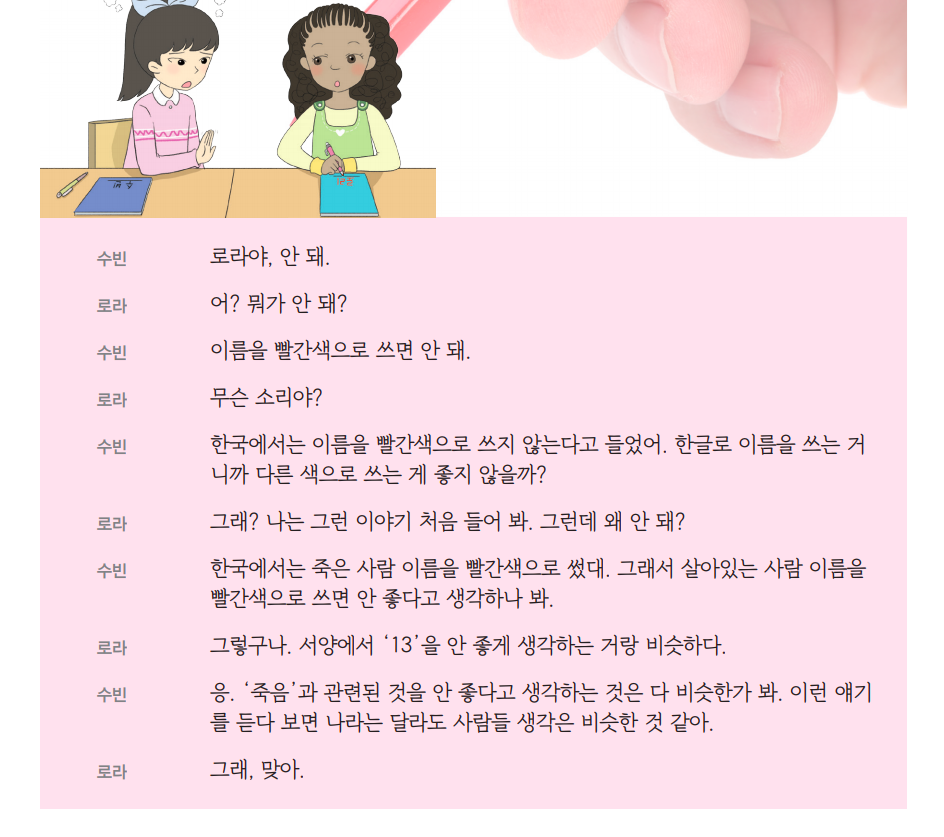 수빈 로라야, 안 돼.
로라 어? 뭐가 안 돼?
수빈 이름을 빨간색으로 쓰면 안 돼.
로라 무슨 소리야?
수빈 한국에서는 이름을 빨간색으로 쓰지 않는다고 들었어. 한글로 이름을 쓰는 거
니까 다른 색으로 쓰는 게 좋지 않을까?
로라 그래? 나는 그런 이야기 처음 들어 봐. 그런데 왜 안 돼?
수빈 한국에서는 죽은 사람 이름을 빨간색으로 썼대. 그래서 살아있는 사람 이름을
빨간색으로 쓰면 안 좋다고 생각하나 봐.
로라 그렇구나. 서양에서 ‘13’을 안 좋게 생각하는 거랑 비슷하다.
수빈 응. ‘죽음’과 관련된 것을 안 좋다고 생각하는 것은 다 비슷한가 봐. 이런 얘기
를 듣다 보면 나라는 달라도 사람들 생각은 비슷한 것 같아.
로라 그래, 맞아.